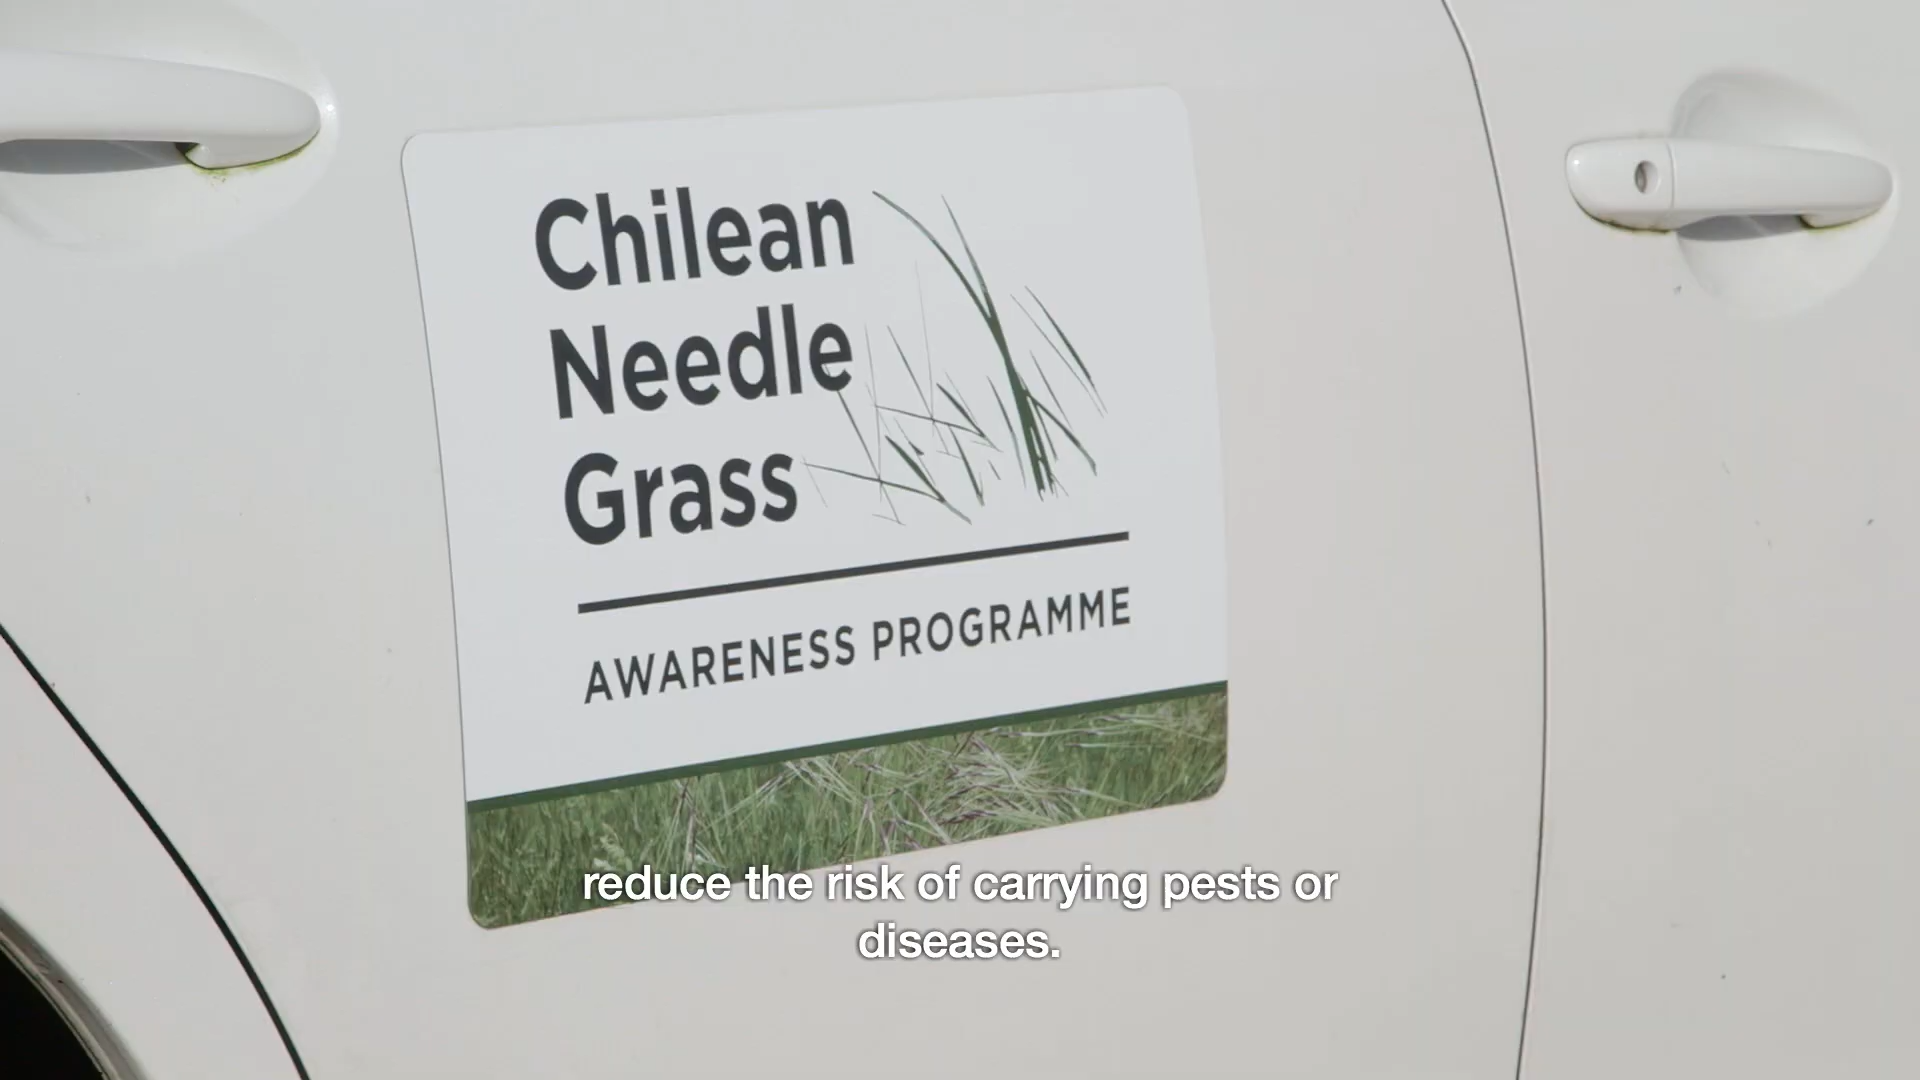 Chilean
Needle
Grass
AWARENESS PROGRAMME
reduce the risk of carrying pests or
diseases.